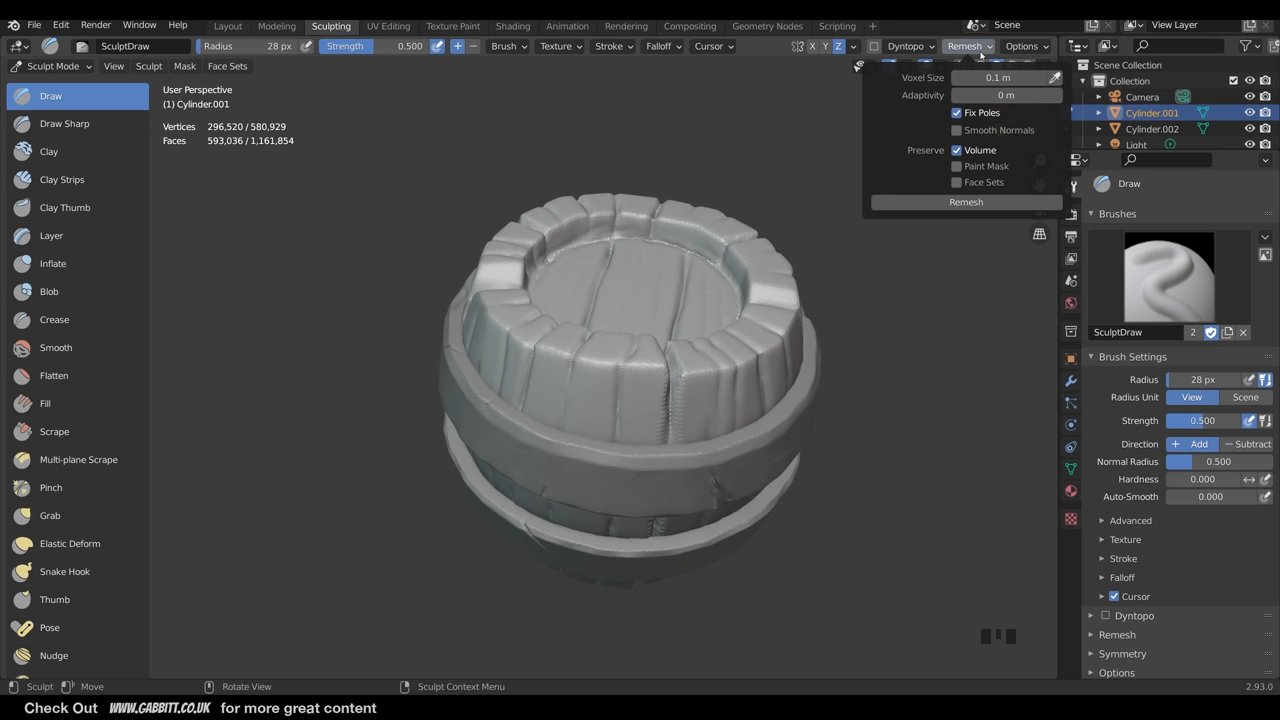 File Edit Render Window Help Layout Modeling Sculpting UV Editing Texture Paint Shading Animation Rendering Compositing Geometry Nodes Scripting + Scene View Layer
SculptDraw Radius 28 px Strength 0.500 Brush Texture Stroke Falloff Cursor X Y Z Dyntopo Remesh Options
Sculpt Mode View Sculpt Mask Face Sets
Scene Collection
Collection
Camera
Cylinder.001
Cylinder.002
Light
Voxel Size 0.1 m
Adaptivity 0 m
Fix Poles
Smooth Normals
Preserve Volume
Paint Mask
Face Sets
Remesh
User Perspective
(1) Cylinder.001
Vertices 296,520 / 580,929
Faces 593,036 / 1,161,854
Draw
Draw Sharp
Clay
Clay Strips
Clay Thumb
Layer
Inflate
Blob
Crease
Smooth
Flatten
Fill
Scrape
Multi-plane Scrape
Pinch
Grab
Elastic Deform
Snake Hook
Thumb
Pose
Nudge
Draw
Brushes
SculptDraw 2
Brush Settings
Radius 28 px
Radius Unit View Scene
Strength 0.500
Direction + Add − Subtract
Normal Radius 0.500
Hardness 0.000
Auto-Smooth 0.000
Advanced
Texture
Stroke
Falloff
Cursor
Dyntopo
Remesh
Symmetry
Options
Sculpt Move Rotate View Sculpt Context Menu 2.93.0
Check Out WWW.GABBITT.CO.UK for more great content